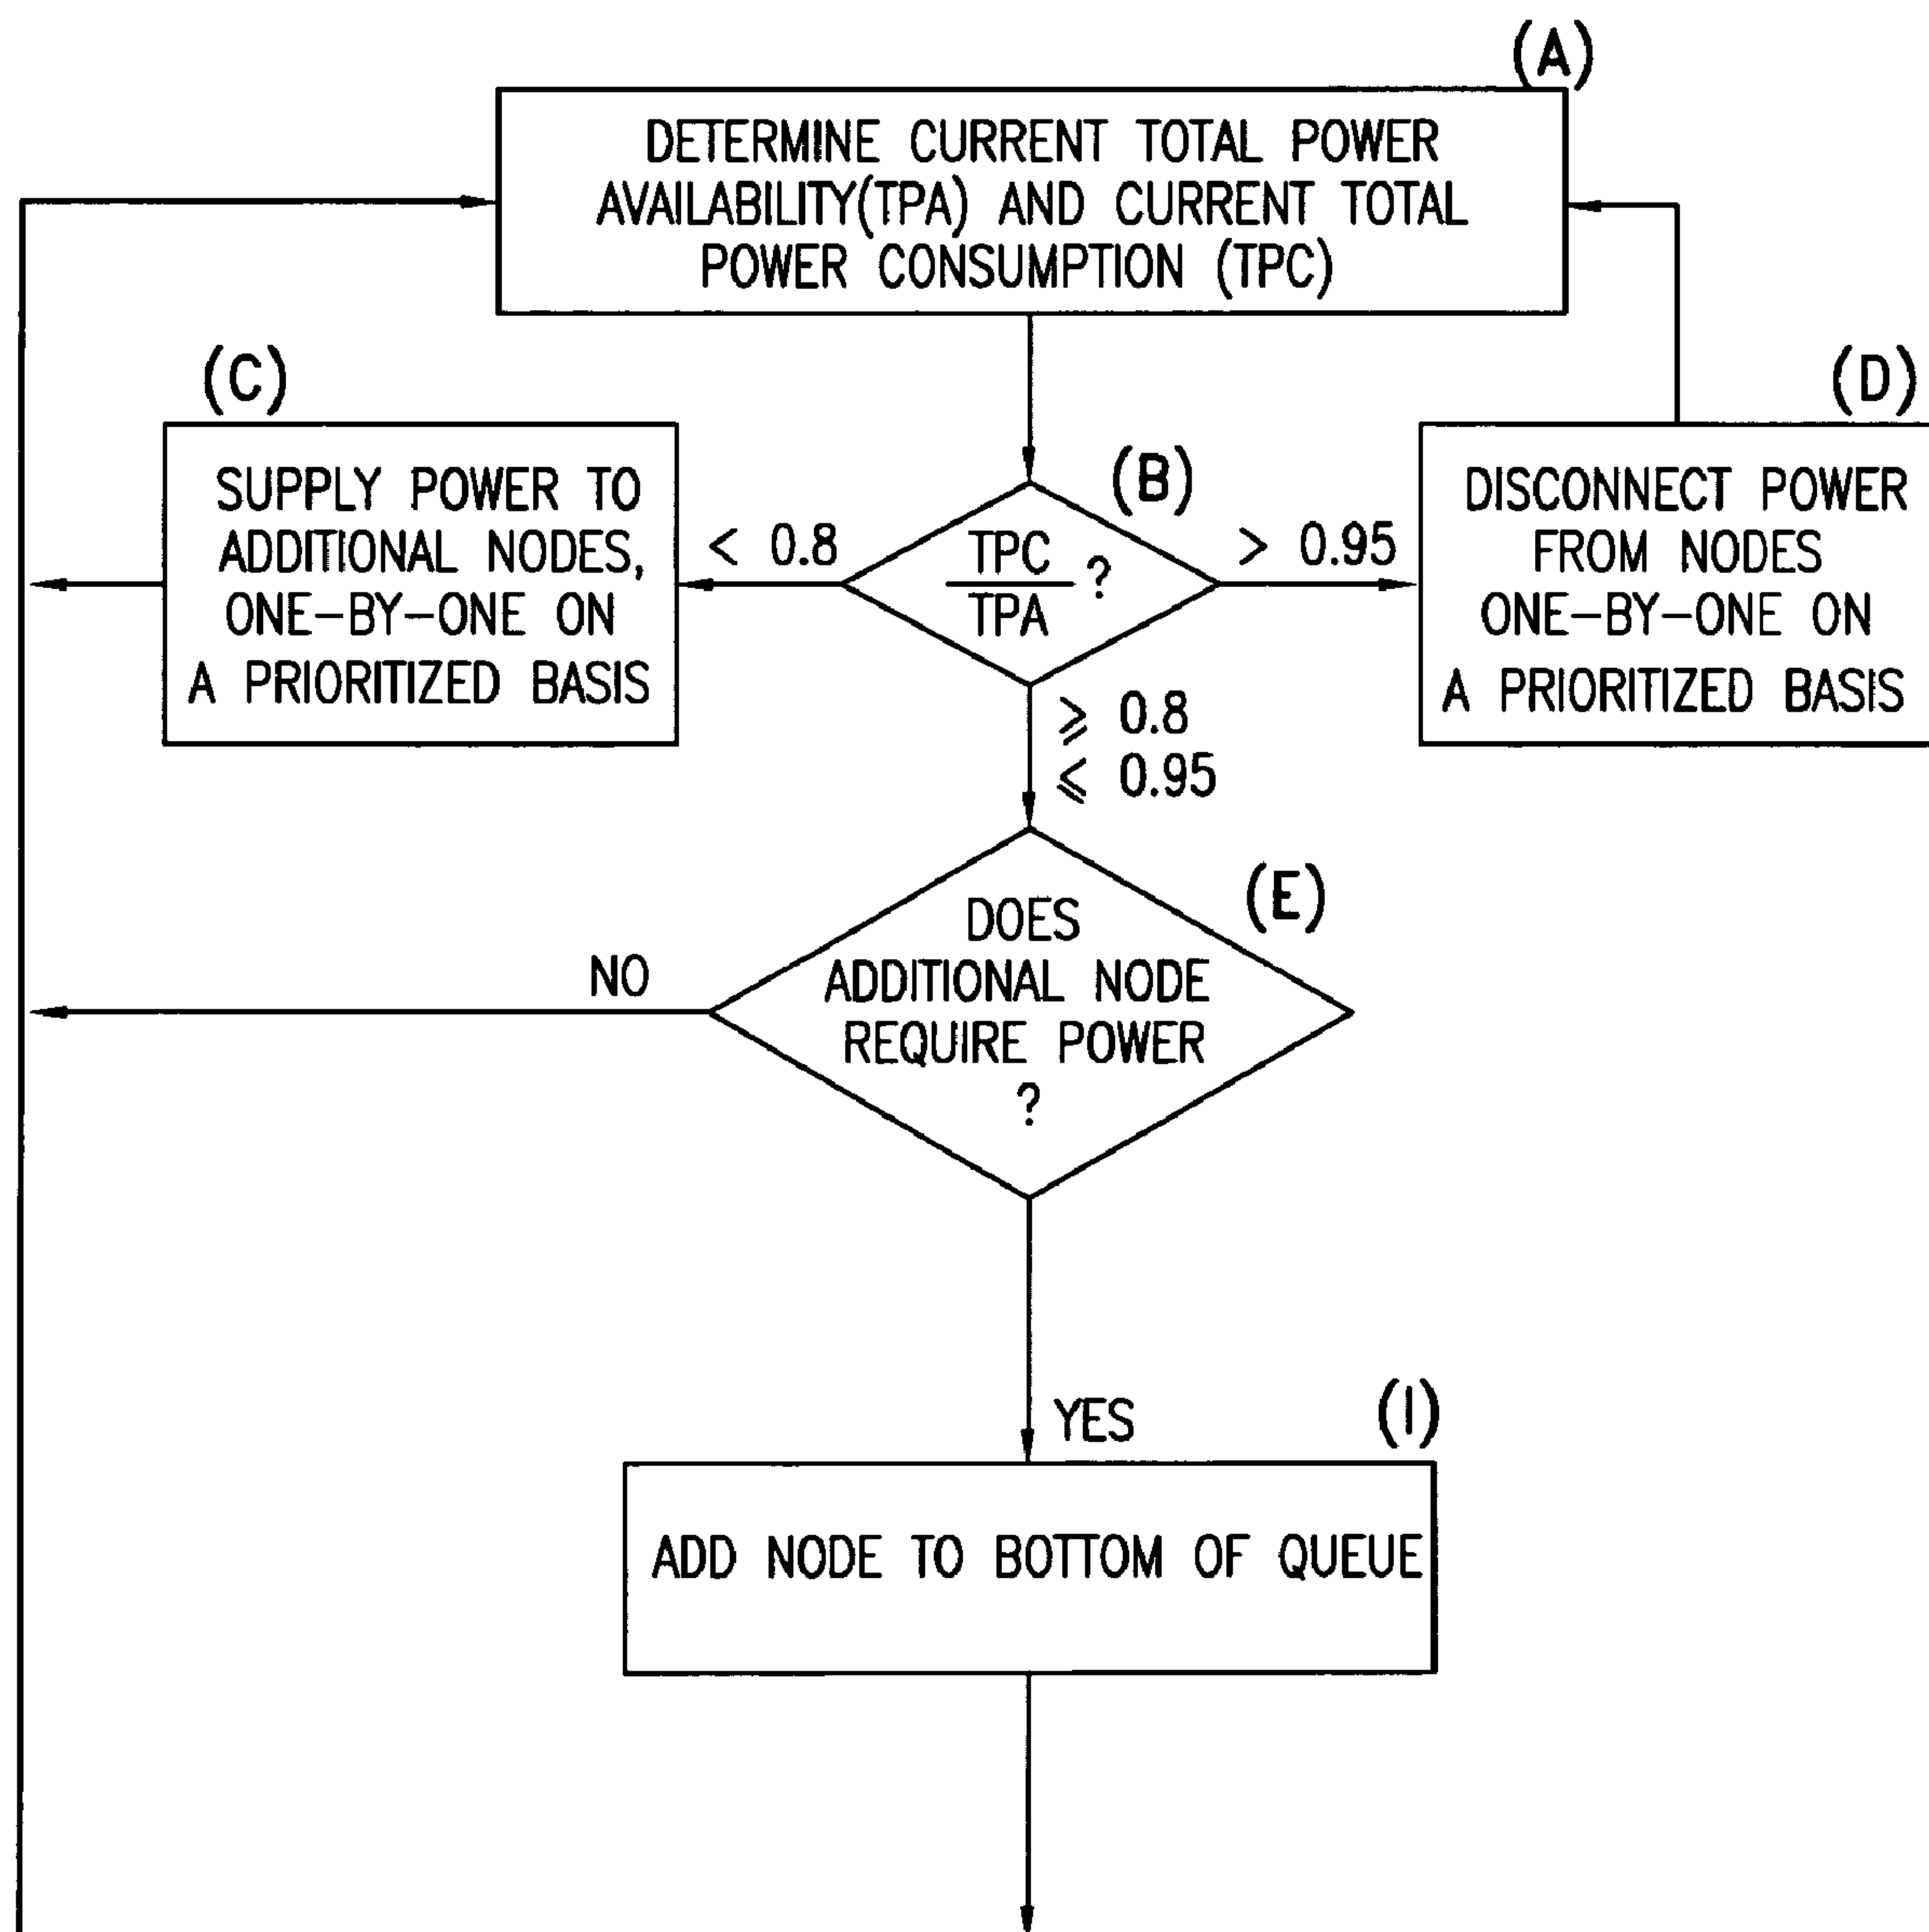 (A)
DETERMINE CURRENT TOTAL POWER
AVAILABILITY(TPA) AND CURRENT TOTAL
POWER CONSUMPTION (TPC)
(C)
SUPPLY POWER TO
ADDITIONAL NODES,
ONE-BY-ONE ON
A PRIORITIZED BASIS
(B)
< 0.8
TPC
TPA
?
> 0.95
(D)
DISCONNECT POWER
FROM NODES
ONE-BY-ONE ON
A PRIORITIZED BASIS
⩾ 0.8
⩽ 0.95
(E)
DOES
ADDITIONAL NODE
REQUIRE POWER
?
NO
YES
(I)
ADD NODE TO BOTTOM OF QUEUE